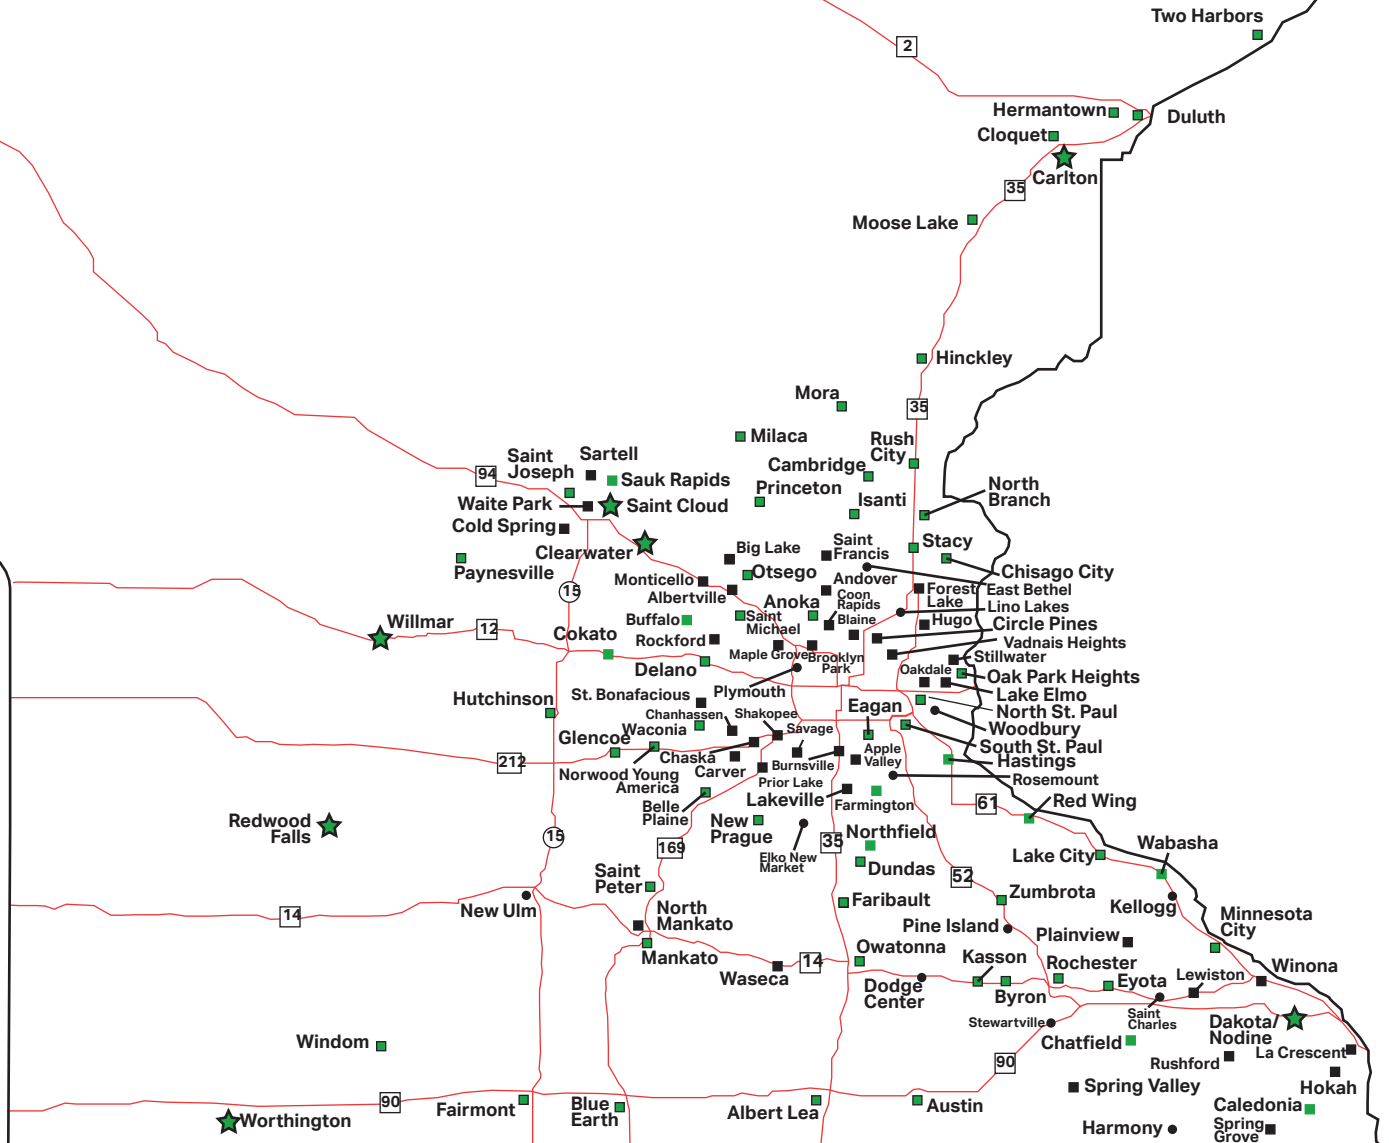 Two Harbors
2
Hermantown
Duluth
Cloquet
Carlton
35
Moose Lake
Hinckley
Mora
35
Milaca
Rush
City
Saint
Joseph
Sartell
94
Sauk Rapids
Cambridge
Princeton
North
Branch
Waite Park
Saint Cloud
Isanti
Cold Spring
Clearwater
Stacy
Saint
Francis
Big Lake
Paynesville
Otsego
Chisago City
Monticello
Andover
East Bethel
Forest
Lake
15
Albertville
Coon
Rapids
Anoka
Lino Lakes
Willmar
Buffalo
Saint
Michael
Blaine
Hugo
Circle Pines
12
Cokato
Rockford
Vadnais Heights
Maple Grove
Brooklyn
Park
Stillwater
Delano
Oakdale
Oak Park Heights
Plymouth
Lake Elmo
Hutchinson
St. Bonafacious
Eagan
North St. Paul
Chanhassen
Shakopee
Woodbury
Waconia
Savage
South St. Paul
Glencoe
Chaska
Apple
Valley
Hastings
212
Norwood Young
America
Carver
Burnsville
Rosemount
Prior Lake
Lakeville
Farmington
61
Red Wing
Belle
Plaine
Redwood
Falls
New
Prague
Northfield
15
169
35
Wabasha
Elko New
Market
Lake City
Dundas
52
Saint
Peter
Zumbrota
Faribault
Kellogg
New Ulm
North
Mankato
14
Pine Island
Minnesota
City
Plainview
Mankato
Owatonna
Kasson
Waseca
14
Rochester
Winona
Dodge
Center
Byron
Eyota
Lewiston
Saint
Charles
Stewartville
Dakota/
Nodine
Windom
Chatfield
La Crescent
90
Rushford
Spring Valley
Hokah
90
Fairmont
Blue
Earth
Albert Lea
Austin
Caledonia
Worthington
Harmony
Spring
Grove